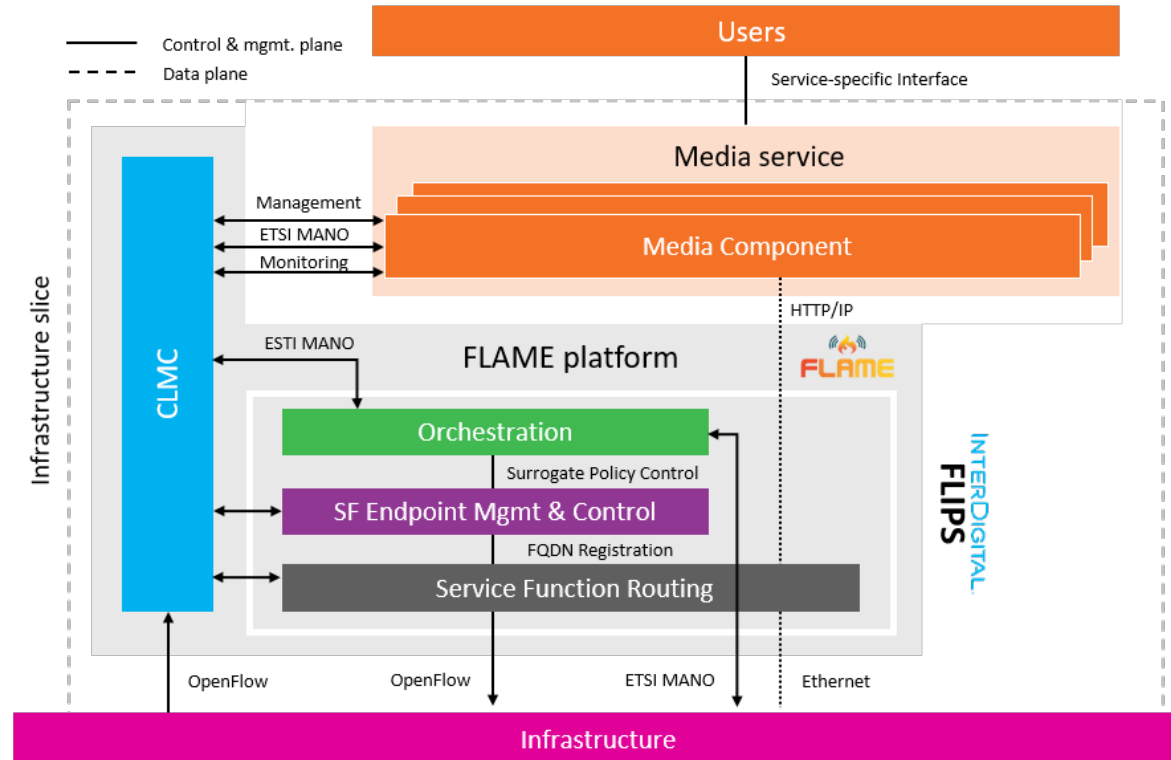 Users
Control & mgmt. plane
Data plane
Service-specific Interface
Media service
Management
ETSI MANO
Monitoring
Media Component
HTTP/IP
Infrastructure slice
CLMC
ESTI MANO
FLAME platform
FLAME
Orchestration
Surrogate Policy Control
SF Endpoint Mgmt & Control
FQDN Registration
Service Function Routing
INTERDIGITAL
FLIPS
OpenFlow
OpenFlow
ETSI MANO
Ethernet
Infrastructure